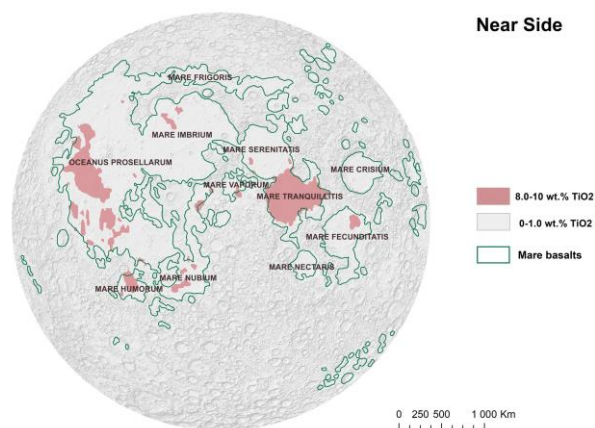 Near Side
MARE FRIGORIS
MARE IMBRIUM
MARE SERENITATIS
OCEANUS PROSELLARUM
MARE CRISIUM
MARE VAPORUM
MARE TRANQUILLITIS
MARE FECUNDITATIS
MARE NECTARIS
MARE NUBIUM
MARE HUMORUM
8.0-10 wt.% TiO2
0-1.0 wt.% TiO2
Mare basalts
0 250 500 1 000 Km